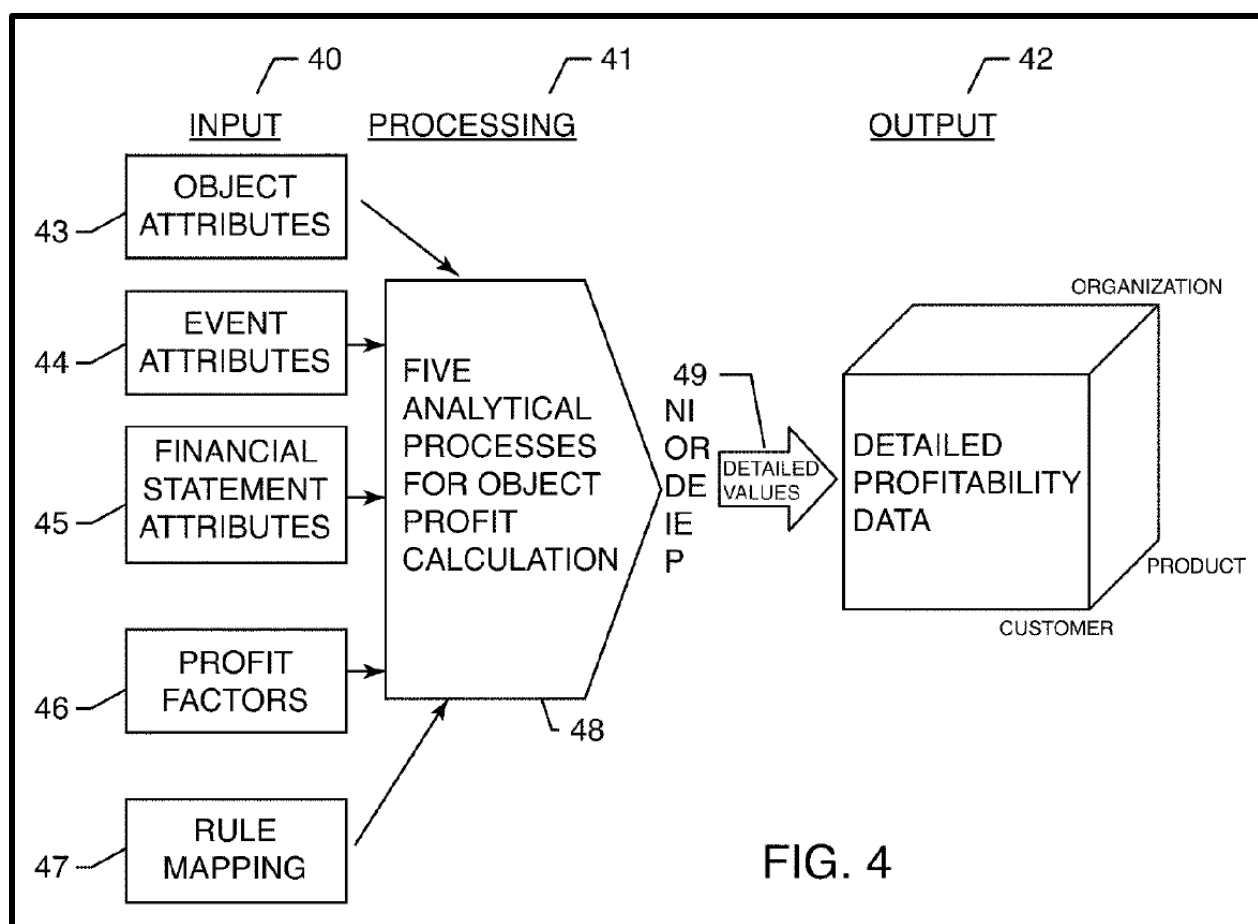 40
41
42
INPUT
PROCESSING
OUTPUT
OBJECT
ATTRIBUTES
43
EVENT
ATTRIBUTES
44
FINANCIAL
STATEMENT
ATTRIBUTES
45
PROFIT
FACTORS
46
RULE
MAPPING
47
FIVE
ANALYTICAL
PROCESSES
FOR OBJECT
PROFIT
CALCULATION
48
NI
OR
DE
IE
P
49
DETAILED
VALUES
ORGANIZATION
DETAILED
PROFITABILITY
DATA
PRODUCT
CUSTOMER
FIG. 4